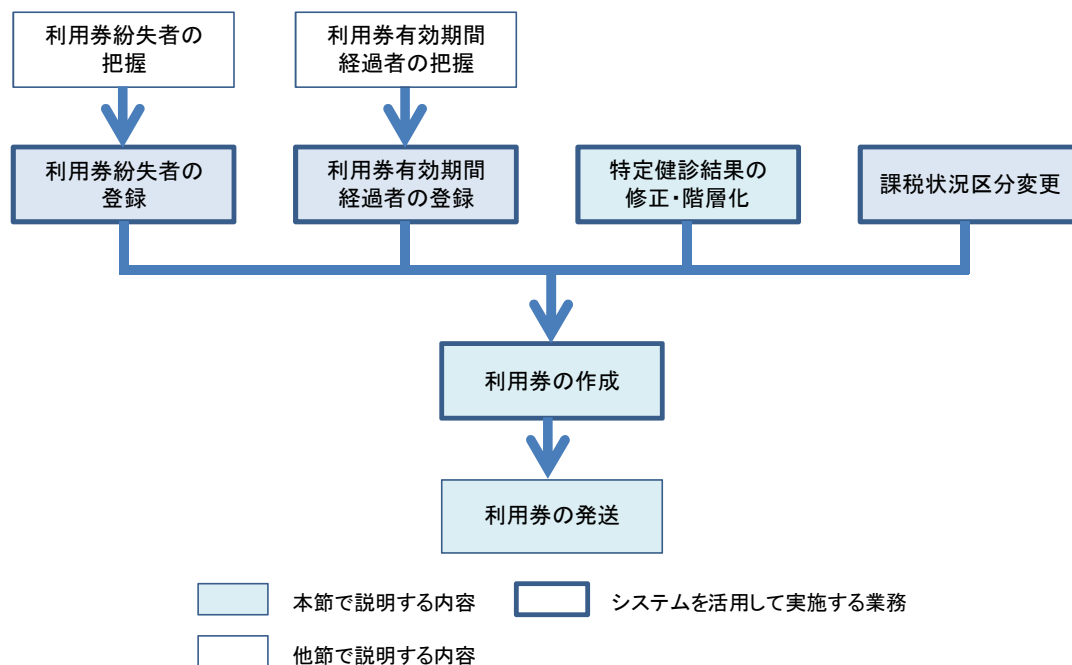 利用券紛失者の
把握
利用券有効期間
経過者の把握
利用券紛失者の
登録
利用券有効期間
経過者の登録
特定健診結果の
修正・階層化
課税状況区分変更
利用券の作成
利用券の発送
本節で説明する内容
システムを活用して実施する業務
他節で説明する内容